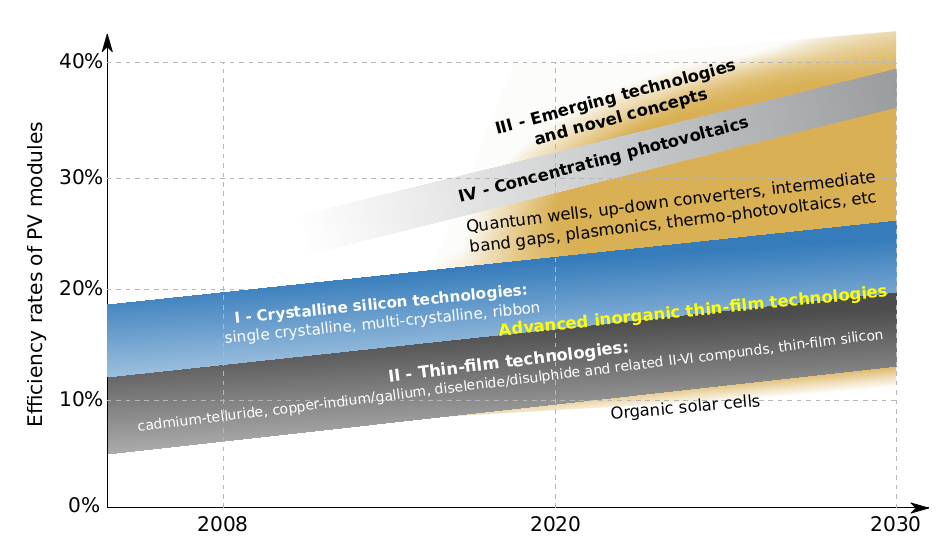 Efficiency rates of PV modules
40%
30%
20%
10%
0%
2008
2020
2030
III - Emerging technologies
and novel concepts
IV - Concentrating photovoltaics
Quantum wells, up-down converters, intermediate
band gaps, plasmonics, thermo-photovoltaics, etc
I - Crystalline silicon technologies:
single crystalline, multi-crystalline, ribbon
Advanced inorganic thin-film technologies
II - Thin-film technologies:
cadmium-telluride, copper-indium/gallium, diselenide/disulphide and related II-VI compunds, thin-film silicon
Organic solar cells